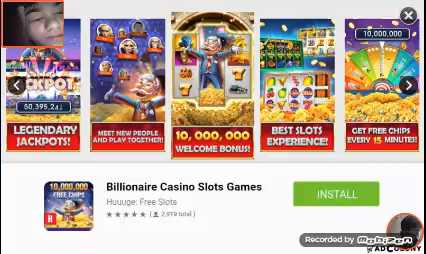 10,000,000
JACKPOT
50,395.2
LEGENDARY
JACKPOTS!
MEET NEW PEOPLE
AND PLAY TOGETHER!
10, 000, 000
WELCOME BONUS!
BEST SLOTS
EXPERIENCE!
GET FREE CHIPS
EVERY 15 MINUTES!
10,000,000
FREE CHIPS
H
Billionaire Casino Slots Games
Huuuge: Free Slots
( 2,919 total )
INSTALL
Recorded by Mobizen
ADCOLONY